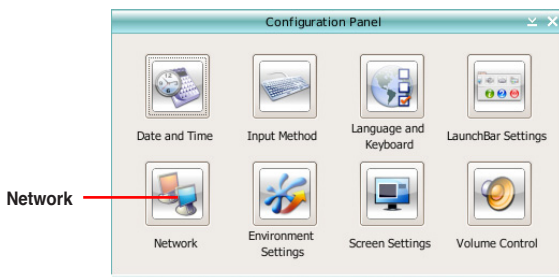 Configuration Panel
Date and Time
Input Method
Language and
Keyboard
LaunchBar Settings
Network
Network
Environment
Settings
Screen Settings
Volume Control